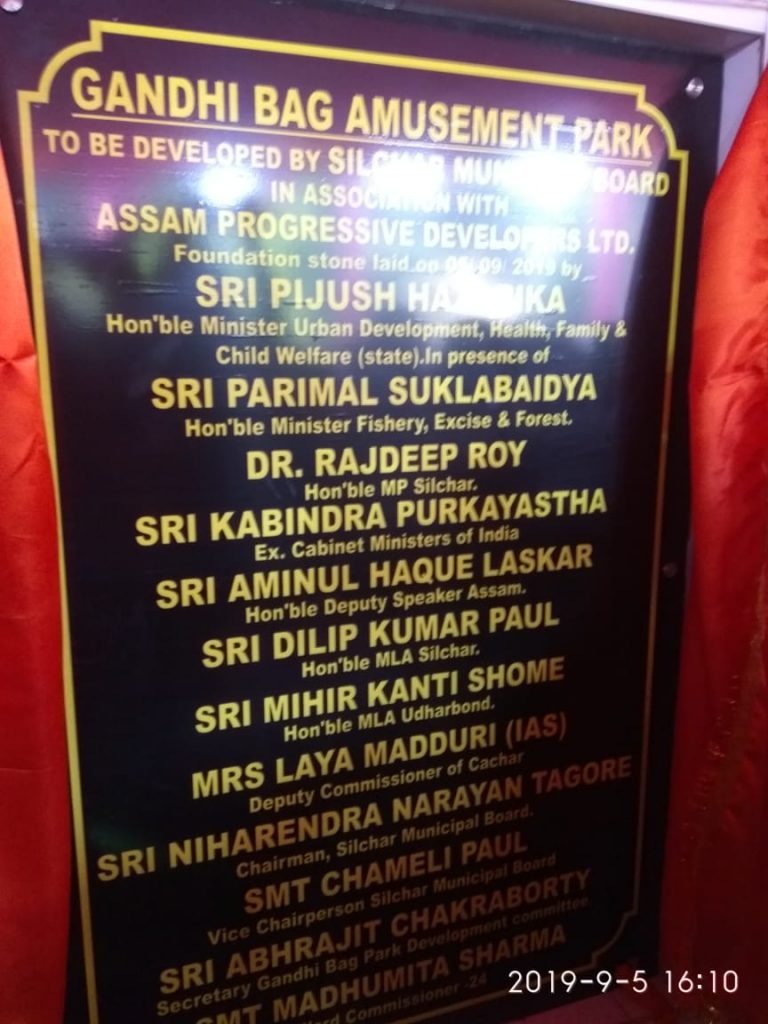 GANDHI BAG AMUSEMENT PARK
TO BE DEVELOPED BY SILCHAR BOARD
IN ASSOCIATION WITH
ASSAM PROGRESSIVE DEVELOPERS LTD.
Foundation stone laid.on 2019 by
SRI PIJUSH
Hon'ble Minister Urban Development, Health, Family &
Child Welfare (state).In presence of
SRI PARIMAL SUKLABAIDYA
Hon'ble Minister Fishery, Excise & Forest.
DR. RAJDEEP ROY
Hon'ble MP Silchar.
SRI KABINDRA PURKAYASTHA
Ex. Cabinet Ministers of India
SRI AMINUL HAQUE LASKAR
Hon'ble Deputy Speaker Assam.
SRI DILIP KUMAR PAUL
Hon'ble MLA Silchar.
SRI MIHIR KANTI SHOME
Hon'ble MLA Udharbond.
MRS LAYA MADDURI (IAS)
Deputy Commissioner of Cachar
SRI NIHARENDRA NARAYAN TAGORE
Chairman, Silchar Municipal Board.
SMT CHAMELI PAUL
Vice Chairperson Silchar Municipal Board
SRI ABHRAJIT CHAKRABORTY
Secretary Gandhi Bag Park Development committee.
SMT MADHUMITA SHARMA
Commissioner -24
2019-9-5 16:10